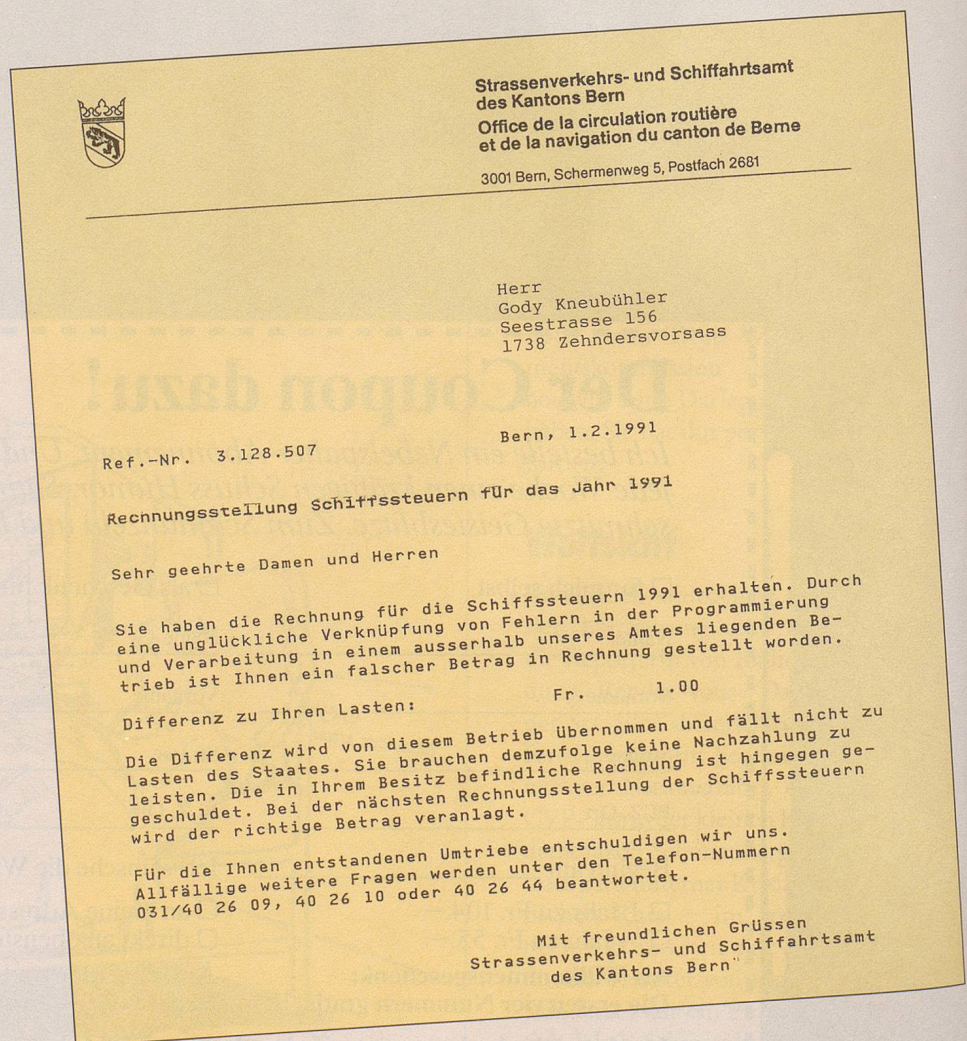 Strassenverkehrs- und Schiffahrtsamt
des Kantons Bern
Office de la circulation routière
et de la navigation du canton de Berne
3001 Bern, Schermenweg 5, Postfach 2681
Herr
Gody Kneubühler
Seestrasse 156
1738 Zehndersvorsass
Bern, 1.2.1991
Ref.-Nr. 3.128.507
Rechnungsstellung Schiffssteuern für das Jahr 1991
Sehr geehrte Damen und Herren
Sie haben die Rechnung für die Schiffssteuern 1991 erhalten. Durch
eine unglückliche Verknüpfung von Fehlern in der Programmierung
und Verarbeitung in einem ausserhalb unseres Amtes liegenden Be-
trieb ist Ihnen ein falscher Betrag in Rechnung gestellt worden.
Differenz zu Ihren Lasten: Fr. 1.00
Die Differenz wird von diesem Betrieb übernommen und fällt nicht zu
Lasten des Staates. Sie brauchen demzufolge keine Nachzahlung zu
leisten. Die in Ihrem Besitz befindliche Rechnung ist hingegen ge-
geschuldet. Bei der nächsten Rechnungsstellung der Schiffssteuern
wird der richtige Betrag veranlagt.
Für die Ihnen entstandenen Umtriebe entschuldigen wir uns.
Allfällige weitere Fragen werden unter den Telefon-Nummern
031/40 26 09, 40 26 10 oder 40 26 44 beantwortet.
Mit freundlichen Grüssen
Strassenverkehrs- und Schiffahrtsamt
des Kantons Bern
Der Coupon dazu!